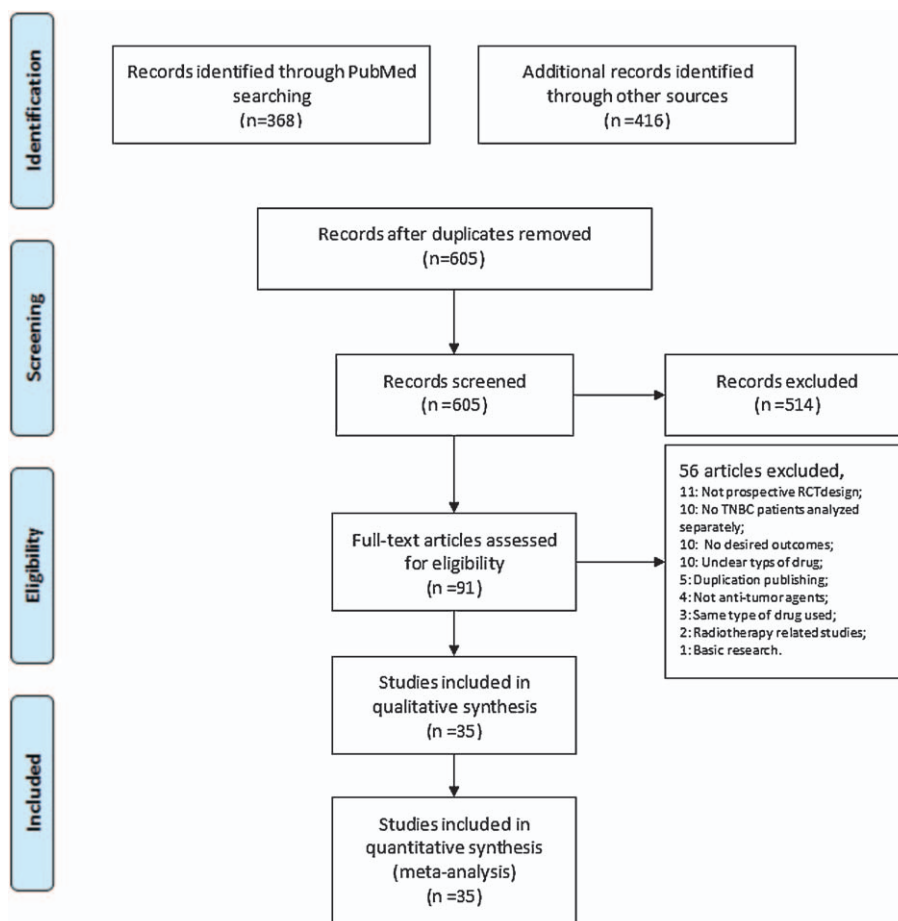 Identification
Records identified through PubMed
searching
(n=368)
Additional records identified
through other sources
(n =416)
Screening
Records after duplicates removed
(n=605)
Records screened
(n =605)
Records excluded
(n =514)
Eligibility
Full-text articles assessed
for eligibility
(n =91)
56 articles excluded,
11: Not prospective RCTdesign;
10: No TNBC patients analyzed
separately;
10: No desired outcomes;
10: Unclear typs of drug;
5: Duplication publishing;
4: Not anti-tumor agents;
3: Same type of drug used;
2: Radiotherapy related studies;
1: Basic research.
Included
Studies included in
qualitative synthesis
(n =35)
Studies included in
quantitative synthesis
(meta-analysis)
(n =35)